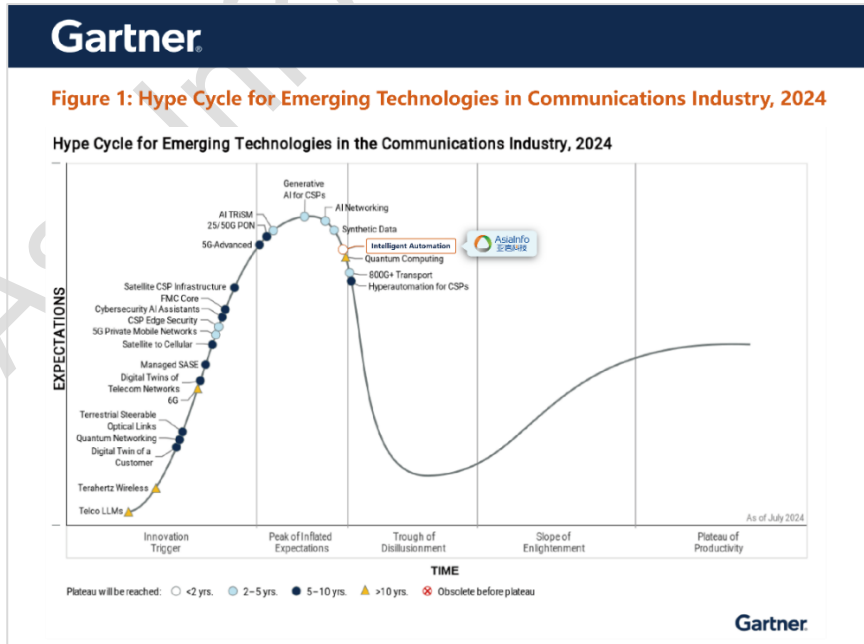 Gartner®
Figure 1: Hype Cycle for Emerging Technologies in Communications Industry, 2024
Hype Cycle for Emerging Technologies in the Communications Industry, 2024
Generative
AI for CSPs
AI Networking
AI TRiSM
25/50G PON
Synthetic Data
5G-Advanced
Intelligent Automation
AsiaInfo
亚信科技
Quantum Computing
800G+ Transport
Hyperautomation for CSPs
Satellite CSP Infrastructure
FMC Core
Cybersecurity AI Assistants
CSP Edge Security
5G Private Mobile Networks
Satellite to Cellular
Managed SASE
Digital Twins of
Telecom Networks
6G
Terrestrial Steerable
Optical Links
Quantum Networking
Digital Twin of a
Customer
Terahertz Wireless
Telco LLMs
EXPECTATIONS
As of July 2024
Innovation
Trigger
Peak of Inflated
Expectations
Trough of
Disillusionment
Slope of
Enlightenment
Plateau of
Productivity
TIME
Plateau will be reached: <2 yrs. 2–5 yrs. 5–10 yrs. >10 yrs. Obsolete before plateau
Gartner